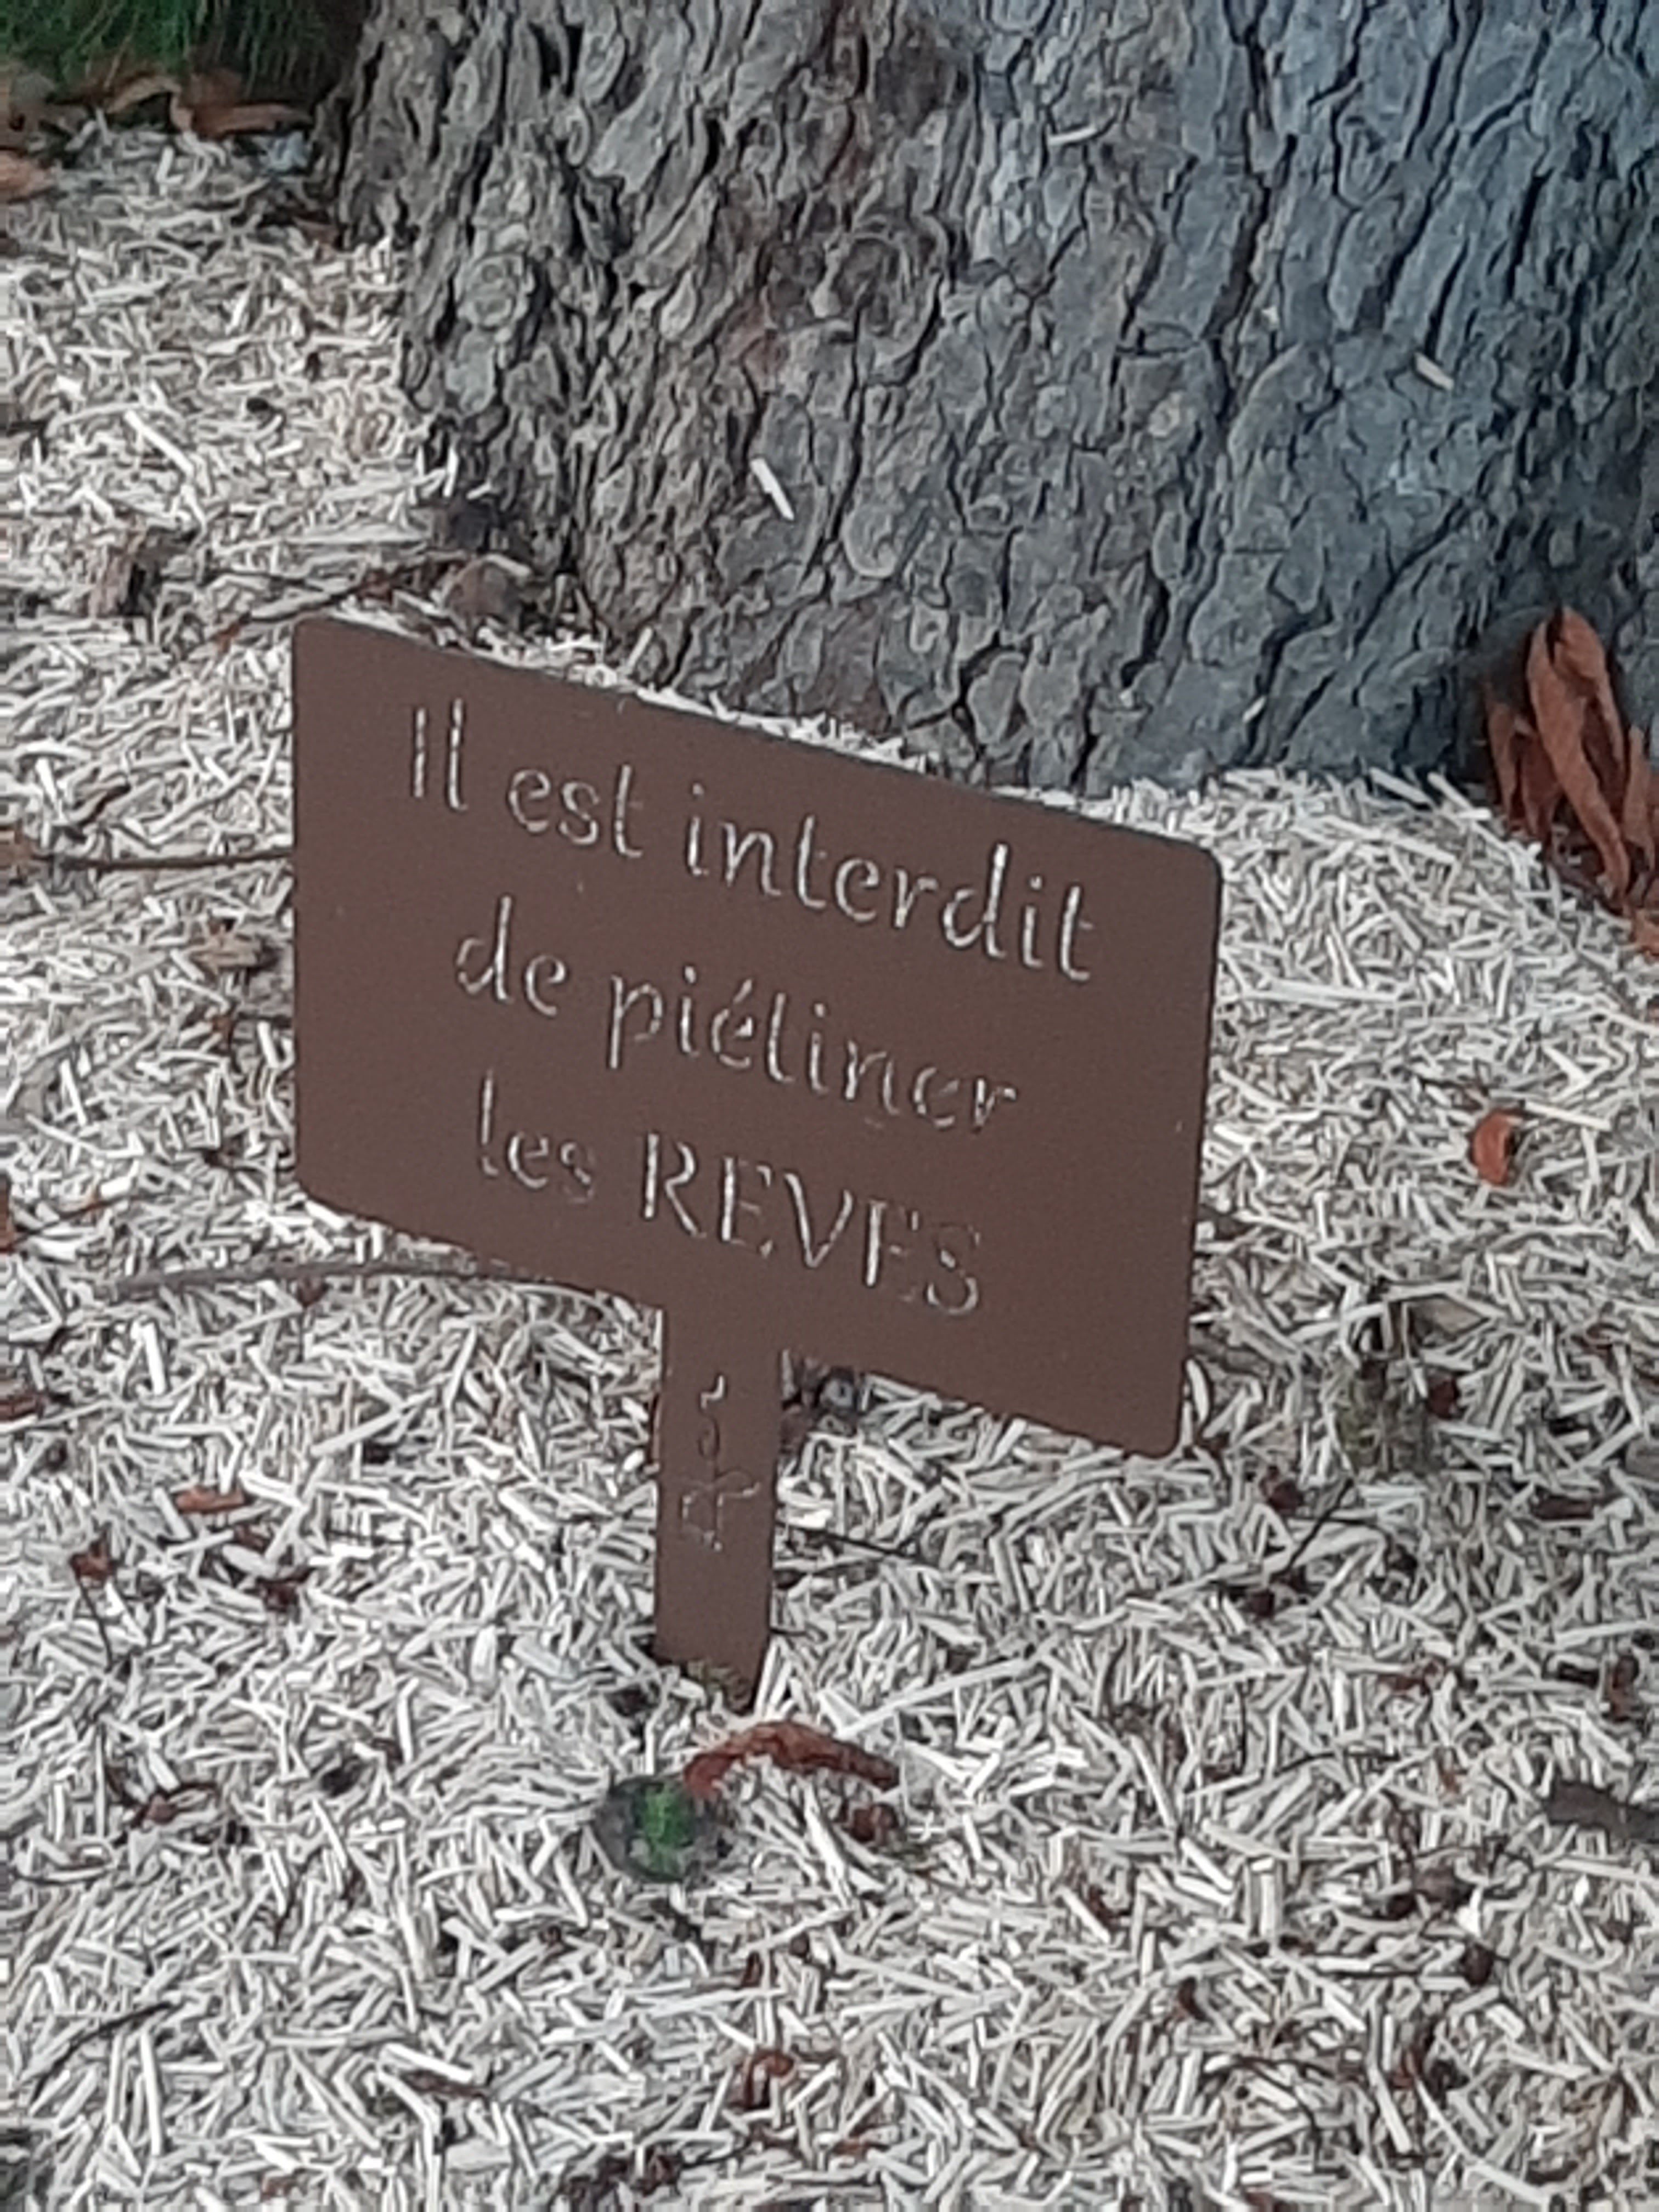 Il est interdit
de piétiner
les REVES